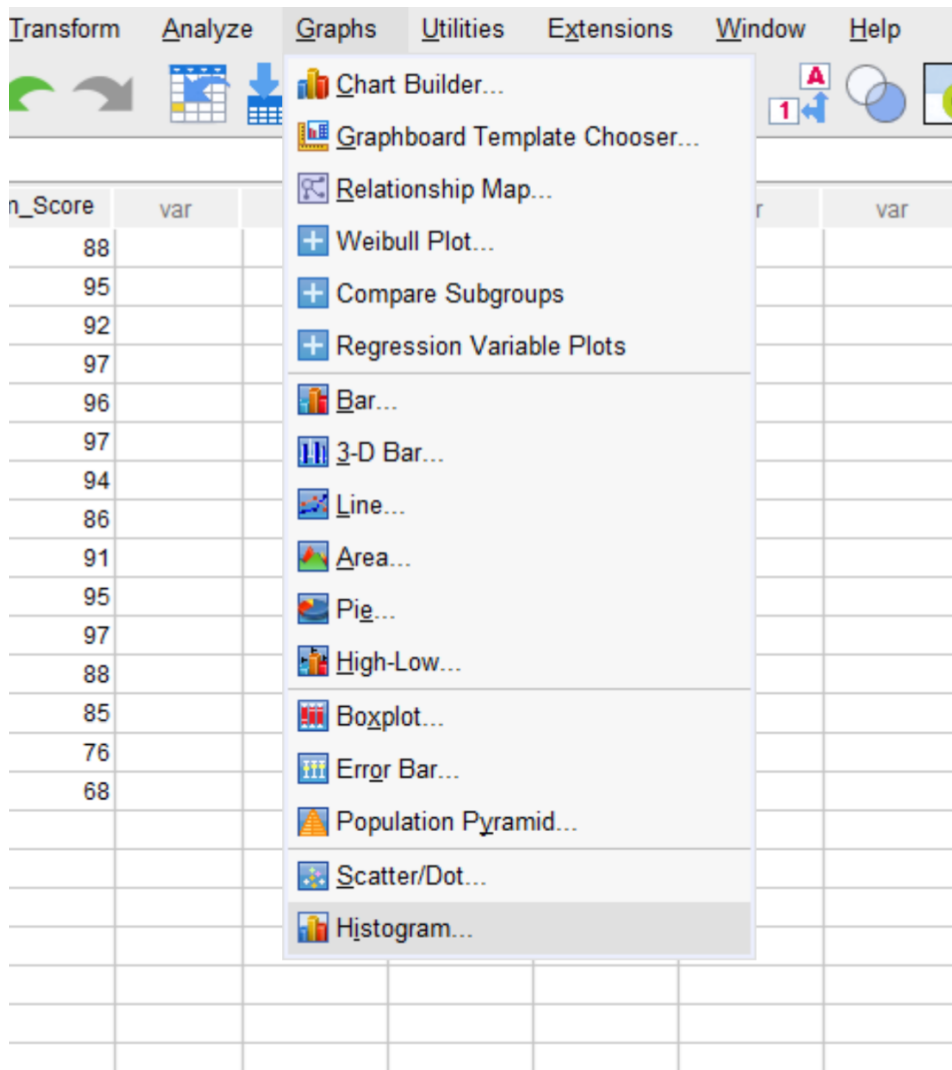 Transform Analyze Graphs Utilities Extensions Window Help
Chart Builder...
A
1
Graphboard Template Chooser...
Relationship Map...
n_Score var r var
Weibull Plot...
88
Compare Subgroups
95
92
Regression Variable Plots
97
Bar...
96
97
3-D Bar...
94
Line...
86
Area...
91
95
Pie...
97
High-Low...
88
Boxplot...
85
76
Error Bar...
68
Population Pyramid...
Scatter/Dot...
Histogram...